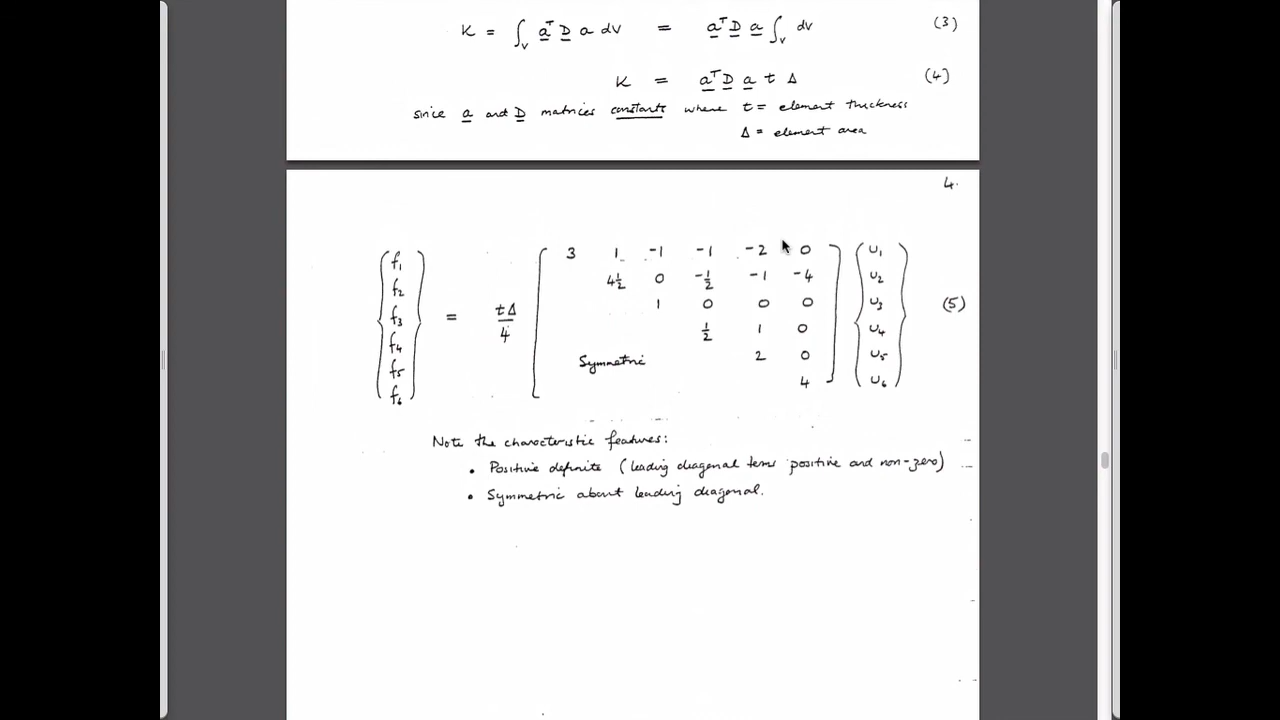 K = ∫ᵥ aᵀ D a dV = aᵀ D a ∫ᵥ dV (3)
K = aᵀ D a t Δ (4)
since a and D matrices constants where t = element thickness
Δ = element area
4.
f₁ 3 1 -1 -1 -2 0 u₁
f₂ 4½ 0 -½ -1 -4 u₂
f₃ = tΔ/4 1 0 0 0 u₃ (5)
f₄ ½ 1 0 u₄
f₅ Symmetric 2 0 u₅
f₆ 4 u₆
Note the characteristic features:
• Positive definite (leading diagonal terms positive and non-zero)
• Symmetric about leading diagonal.